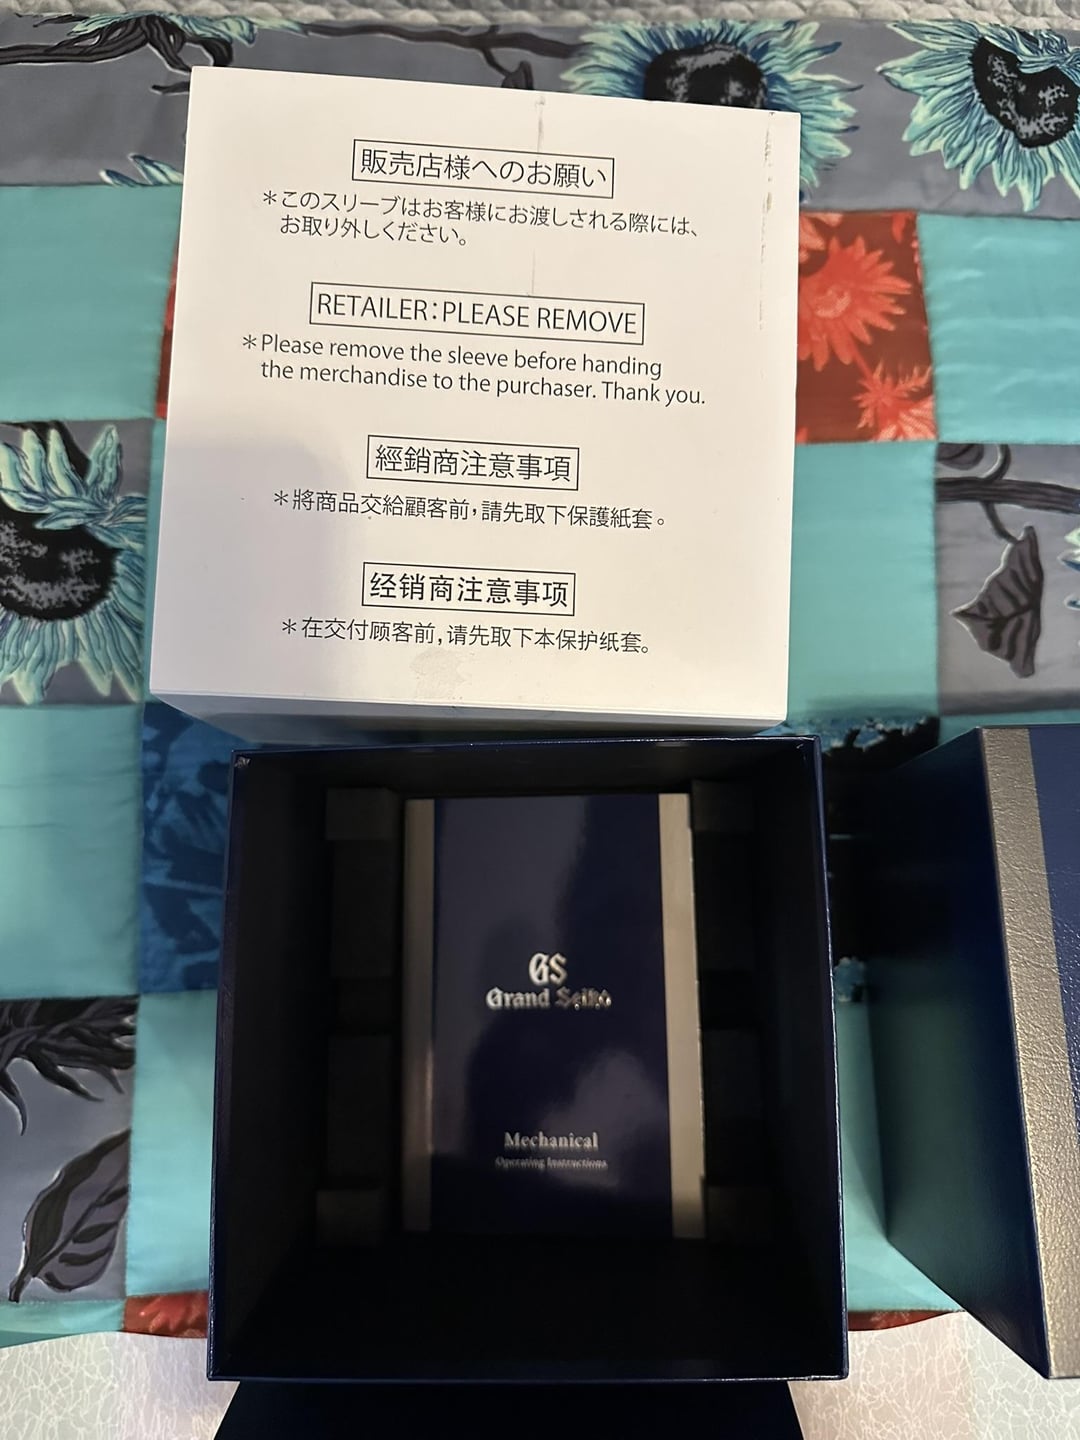 販売店様へのお願い
＊このスリーブはお客様にお渡しされる際には、
お取り外しください。
RETAILER:PLEASE REMOVE
＊Please remove the sleeve before handing
the merchandise to the purchaser. Thank you.
經銷商注意事項
＊將商品交給顧客前，請先取下保護紙套。
经销商注意事项
＊在交付顾客前，请先取下本保护纸套。
GS
Grand Seiko
Mechanical
Operating Instructions